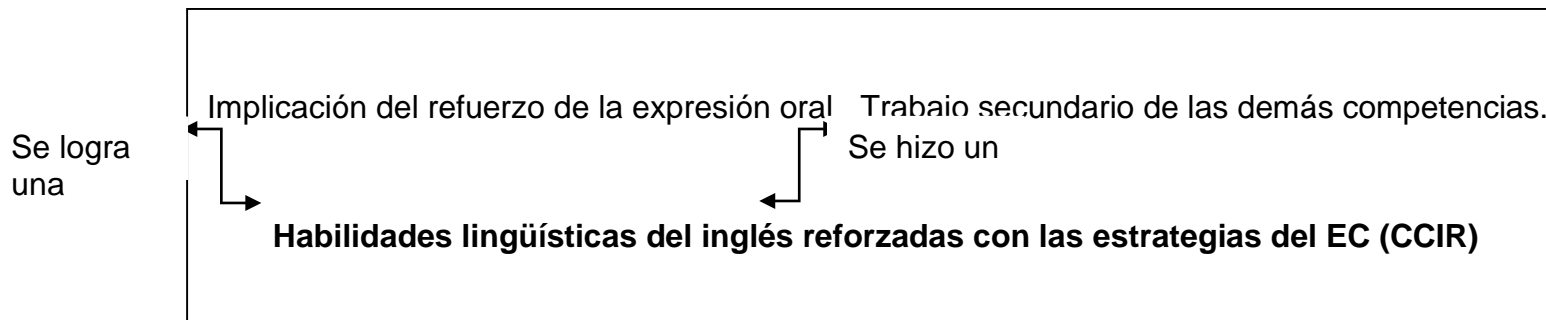 Implicación del refuerzo de la expresión oral
Trabajo secundario de las demás competencias.
Se logra
una
Se hizo un
Habilidades lingüísticas del inglés reforzadas con las estrategias del EC (CCIR)